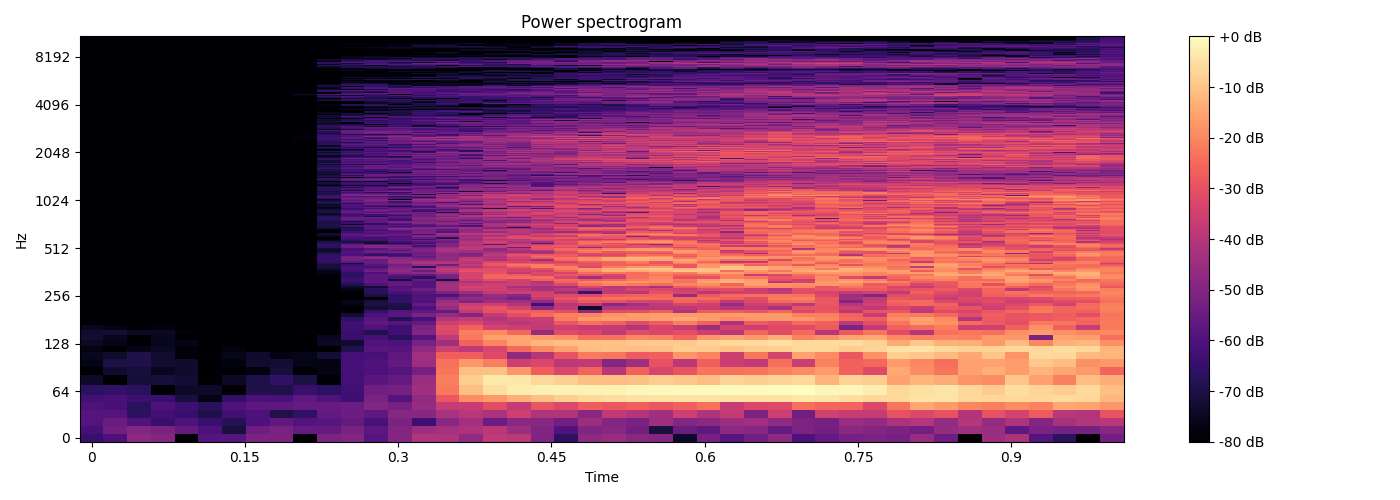 Power spectrogram
Hz
8192
4096
2048
1024
512
256
128
64
0
0 0.15 0.3 0.45 0.6 0.75 0.9
Time
+0 dB
-10 dB
-20 dB
-30 dB
-40 dB
-50 dB
-60 dB
-70 dB
-80 dB